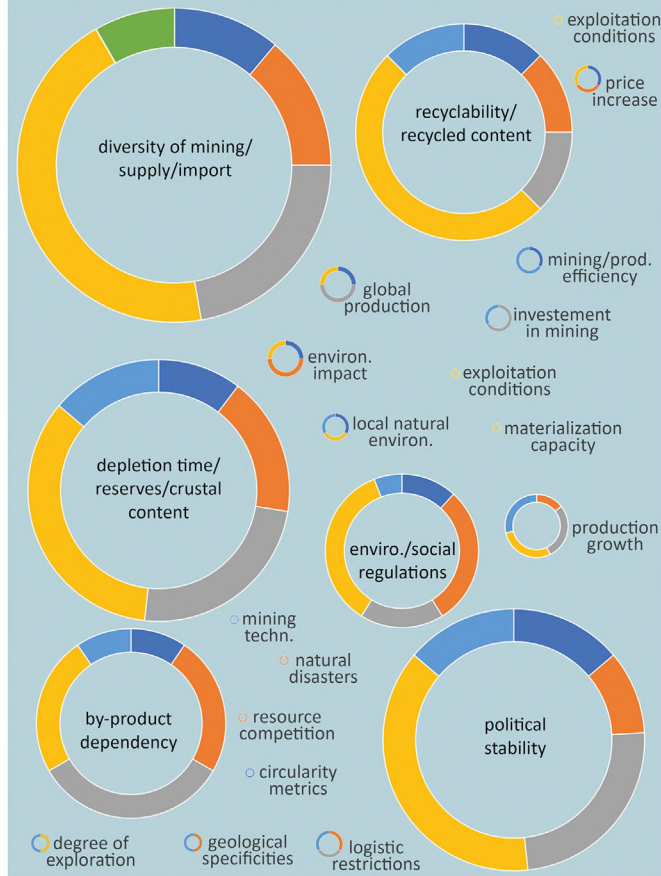 exploitation
conditions
price
increase
diversity of mining/
supply/import
recyclability/
recycled content
mining/prod.
efficiency
global
production
investement
in mining
environ.
impact
exploitation
conditions
local natural
environ.
materialization
capacity
depletion time/
reserves/crustal
content
enviro./social
regulations
production
growth
mining
techn.
natural
disasters
by-product
dependency
resource
competition
political
stability
circularity
metrics
degree of
exploration
geological
specificities
logistic
restrictions